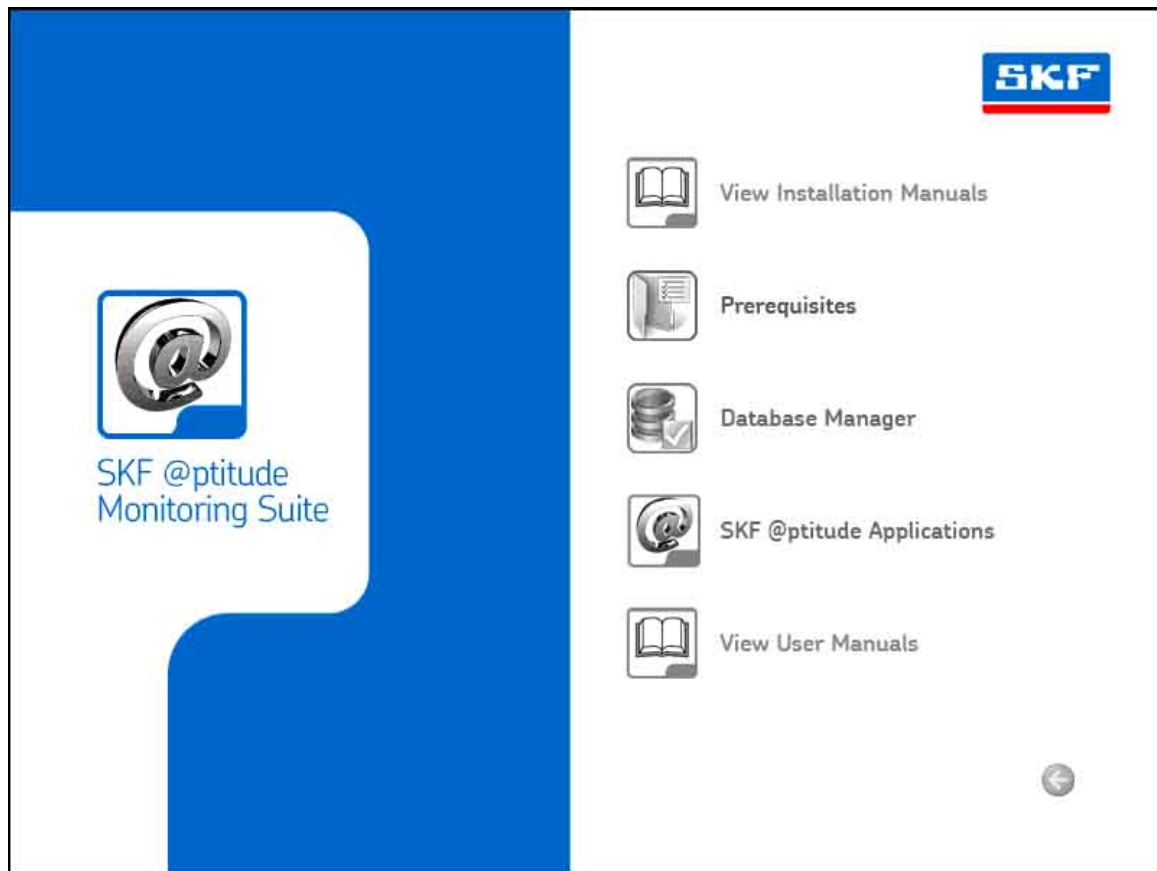 SKF
View Installation Manuals
Prerequisites
Database Manager
SKF @ptitude Applications
View User Manuals
SKF @ptitude
Monitoring Suite